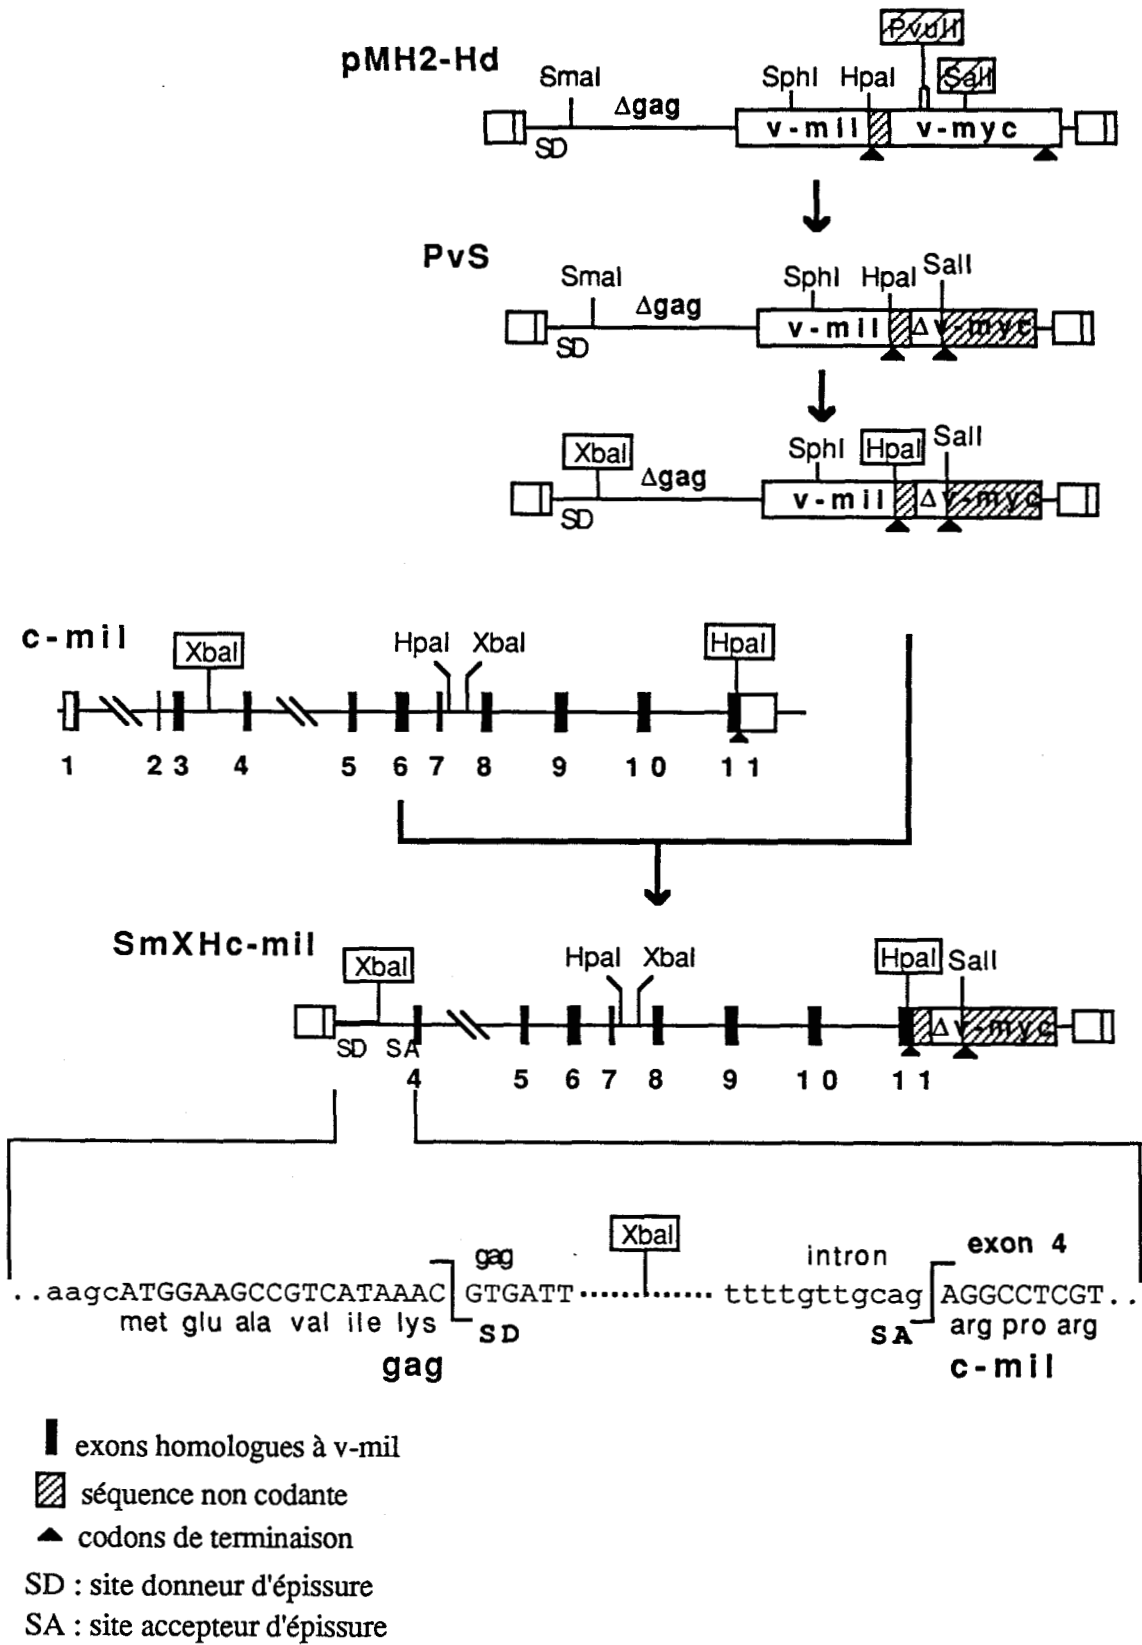 pMH2-Hd
PvuII
SmaI
Δgag
SphI
HpaI
SalI
SD
v-mil
v-myc
PvS
SmaI
Δgag
SphI
HpaI
SalI
SD
v-mil
Δv-myc
XbaI
Δgag
SphI
HpaI
SalI
SD
v-mil
Δv-myc
c-mil
XbaI
HpaI
XbaI
HpaI
1 2 3 4 5 6 7 8 9 10 11
SmXHc-mil
XbaI
HpaI
XbaI
HpaI
SalI
SD
SA
Δv-myc
4 5 6 7 8 9 10 11
XbaI
gag
intron
exon 4
..aagcATGGAAGCCGTCATAAAC GTGATT........... ttttgttgcag AGGCCTCGT..
met glu ala val ile lys
SD
SA
arg pro arg
gag
c-mil
exons homologues à v-mil
séquence non codante
codons de terminaison
SD : site donneur d'épissure
SA : site accepteur d'épissure